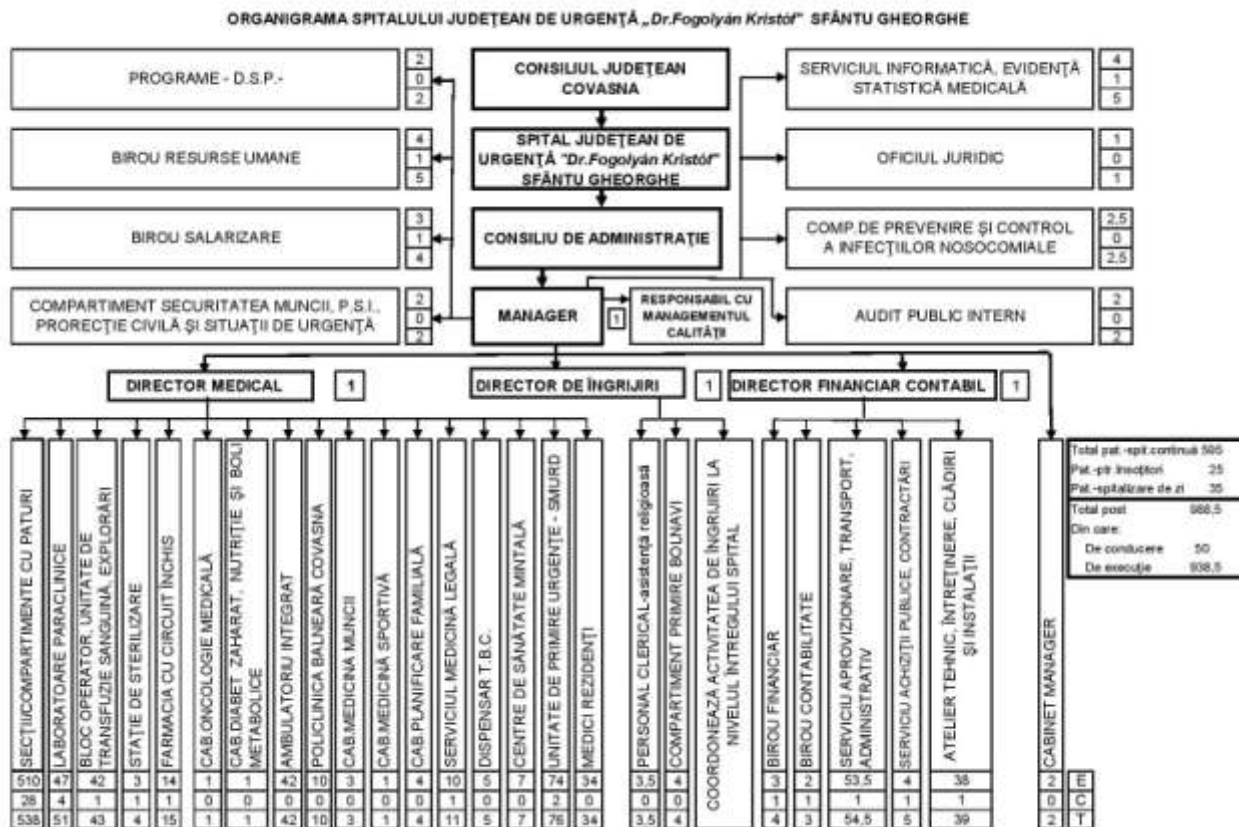 ORGANIGRAMA SPITALULUI JUDEȚEAN DE URGENȚĂ „Dr.Fogolyán Kristóf" SFÂNTU GHEORGHE
PROGRAME - D.S.P.-
2
0
2
CONSILIUL JUDEȚEAN
COVASNA
SERVICIUL INFORMATICĂ, EVIDENȚĂ
STATISTICĂ MEDICALĂ
4
1
5
BIROU RESURSE UMANE
4
1
5
SPITAL JUDEȚEAN DE
URGENȚĂ "Dr.Fogolyán Kristóf"
SFÂNTU GHEORGHE
OFICIUL JURIDIC
1
0
1
BIROU SALARIZARE
3
1
4
CONSILIU DE ADMINISTRAȚIE
COMP.DE PREVENIRE ȘI CONTROL
A INFECȚIILOR NOSOCOMIALE
2,5
0
2,5
COMPARTIMENT SECURITATEA MUNCII, P.S.I.,
PRORECȚIE CIVILĂ ȘI SITUAȚII DE URGENȚĂ
2
0
2
MANAGER
1
RESPONSABIL CU
MANAGEMENTUL
CALITĂȚII
AUDIT PUBLIC INTERN
2
0
2
DIRECTOR MEDICAL
1
DIRECTOR DE ÎNGRIJIRI
1
DIRECTOR FINANCIAR CONTABIL
1
SECȚII/COMPARTIMENTE CU PATURI
LABORATOARE PARACLINICE
BLOC OPERATOR, UNITATE DE
TRANSFUZIE SANGUINĂ, EXPLORĂRI
STAȚIE DE STERILIZARE
FARMACIA CU CIRCUIT ÎNCHIS
CAB.ONCOLOGIE MEDICALĂ
CAB.DIABET ZAHARAT, NUTRIȚIE ȘI BOLI
METABOLICE
AMBULATORIU INTEGRAT
POLICLINICA BALNEARĂ COVASNA
CAB.MEDICINA MUNCII
CAB.MEDICINĂ SPORTIVĂ
CAB.PLANIFICARE FAMILIALĂ
SERVICIUL MEDICINĂ LEGALĂ
DISPENSAR T.B.C.
CENTRE DE SĂNĂTATE MINTALĂ
UNITATE DE PRIMIRE URGENȚE - SMURD
MEDICI REZIDENȚI
PERSONAL CLERICAL-asistență religioasă
COMPARTIMENT PRIMIRE BOLNAVI
COORDONEAZĂ ACTIVITATEA DE ÎNGRIJIRI LA
NIVELUL ÎNTREGULUI SPITAL
BIROU FINANCIAR
BIROU CONTABILITATE
SERVICIU APROVIZIONARE, TRANSPORT,
ADMINISTRATIV
SERVICIU ACHIZIȚII PUBLICE, CONTRACTĂRI
ATELIER TEHNIC, ÎNTREȚINERE, CLĂDIRI
ȘI INSTALAȚII
CABINET MANAGER
Total pat.-spit.continuă 595
Pat.-ptr.însoțitori 25
Pat.-spitalizare de zi 35
Total post 988,5
Din care:
De conducere 50
De execuție 938,5
510 47 42 3 14 1 1 42 10 3 1 4 10 5 7 74 34 3,5 4 3 2 53,5 4 38 2 E
28 4 1 1 1 0 0 0 0 0 0 0 1 0 0 2 0 0 0 1 1 1 1 1 0 C
538 51 43 4 15 1 1 42 10 3 1 4 11 5 7 76 34 3,5 4 4 3 54,5 5 39 2 T